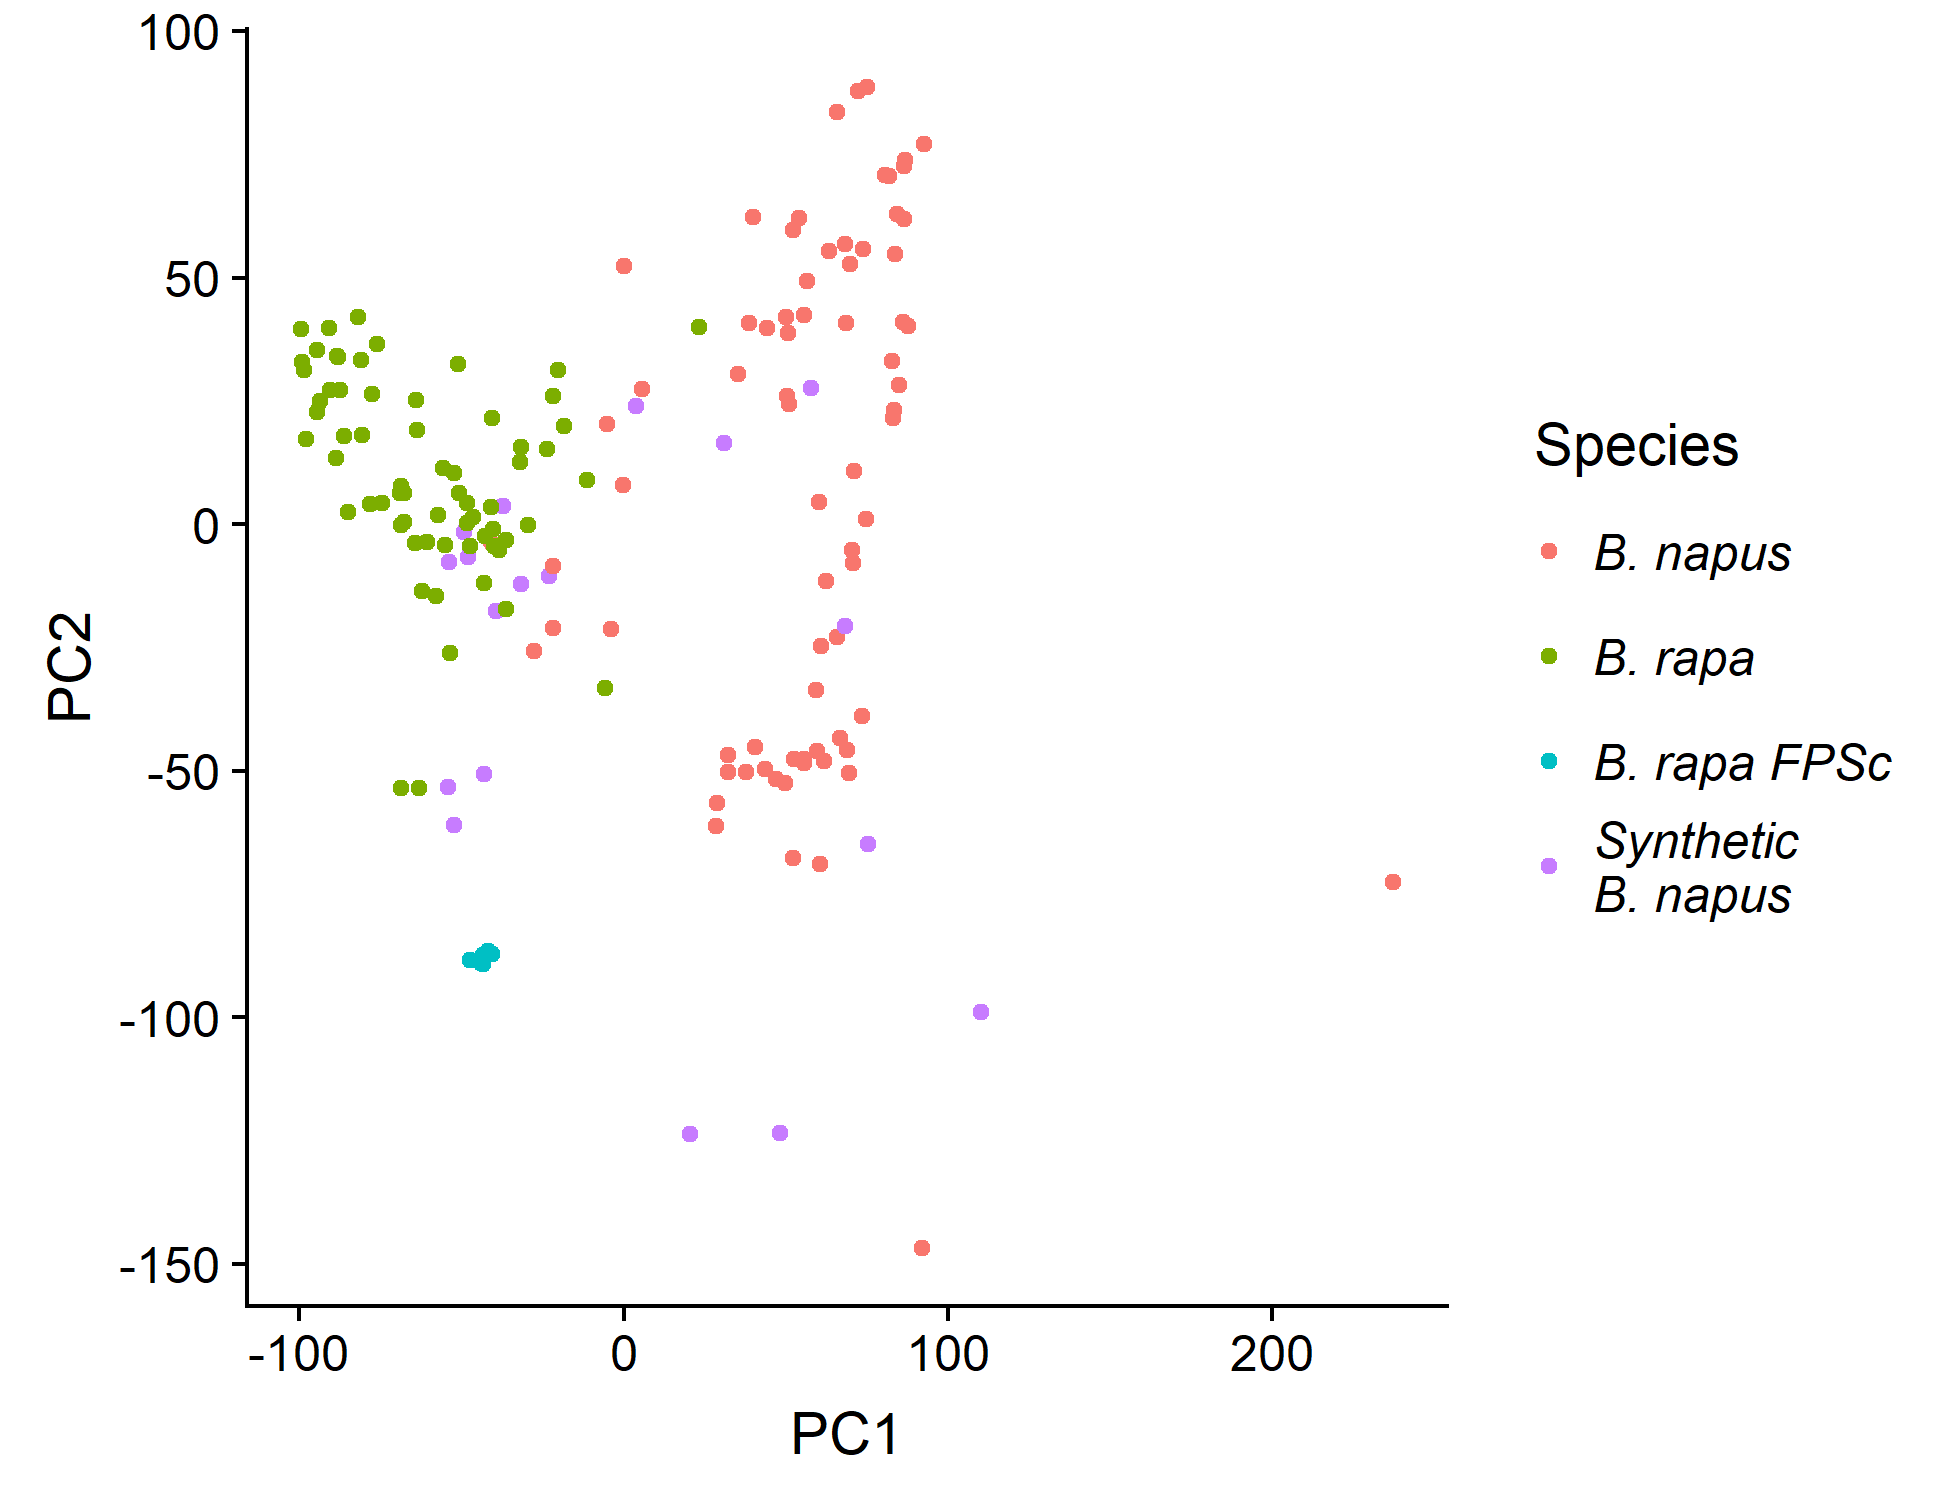 100
50
0
-50
-100
-150
PC2
-100
0
100
200
PC1
Species
B. napus
B. rapa
B. rapa FPSc
Synthetic
B. napus